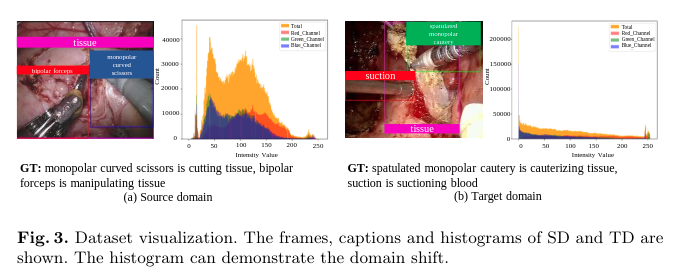 tissue
bipolar forceps
monopolar
curved
scissors
Count
40000
30000
20000
10000
0
0 50 100 150 200 250
Intensity Value
Total
Red_Channel
Green_Channel
Blue_Channel
spatulated
monopolar
cautery
suction
tissue
Count
200000
150000
100000
50000
0
0 50 100 150 200 250
Intensity Value
Total
Red_Channel
Green_Channel
Blue_Channel
GT: monopolar curved scissors is cutting tissue, bipolar
forceps is manipulating tissue
(a) Source domain
GT: spatulated monopolar cautery is cauterizing tissue,
suction is suctioning blood
(b) Target domain
Fig. 3. Dataset visualization. The frames, captions and histograms of SD and TD are
shown. The histogram can demonstrate the domain shift.